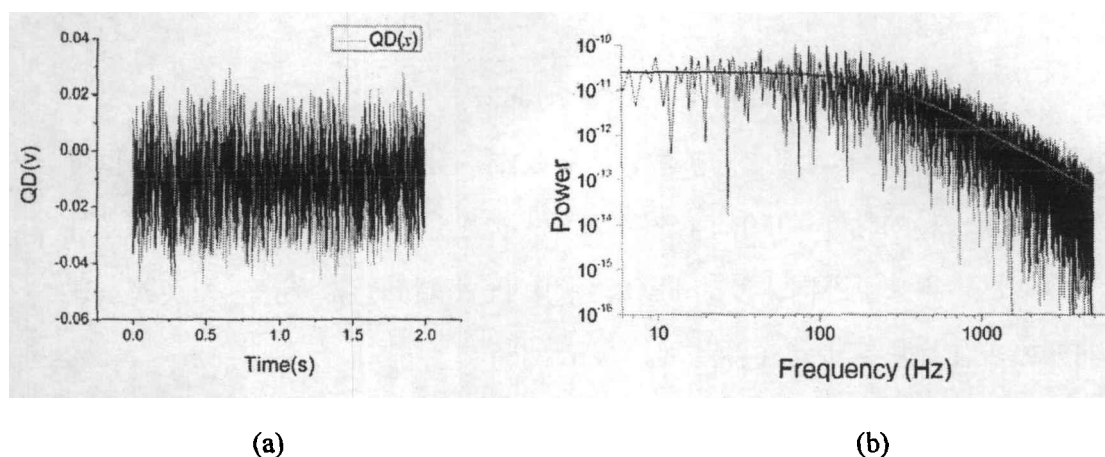 0.04
0.02
0.00
-0.02
-0.04
-0.06
QD(v)
QD(x)
0.0 0.5 1.0 1.5 2.0
Time(s)
10⁻¹⁰
10⁻¹¹
10⁻¹²
10⁻¹³
10⁻¹⁴
10⁻¹⁵
10⁻¹⁶
Power
10 100 1000
Frequency (Hz)
(a) (b)